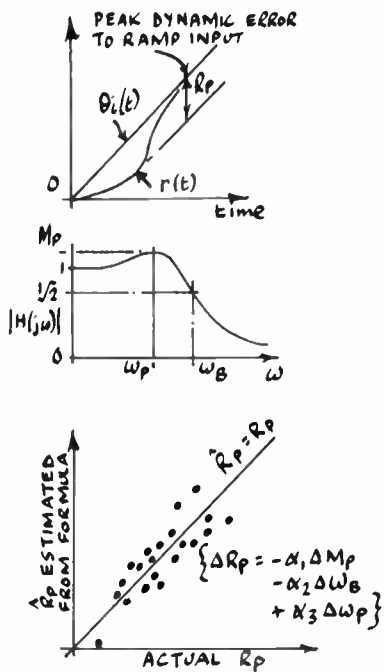 PEAK DYNAMIC ERROR
TO RAMP INPUT
θi(t)
Rp
r(t)
0
time
Mp
1
1/2
|H(jω)|
0
ωp
ωB
ω
R̂p ESTIMATED
FROM FORMULA
R̂p = Rp
{ΔRp = -α1 ΔMp
-α2 ΔωB
+ α3 Δωp}
ACTUAL Rp